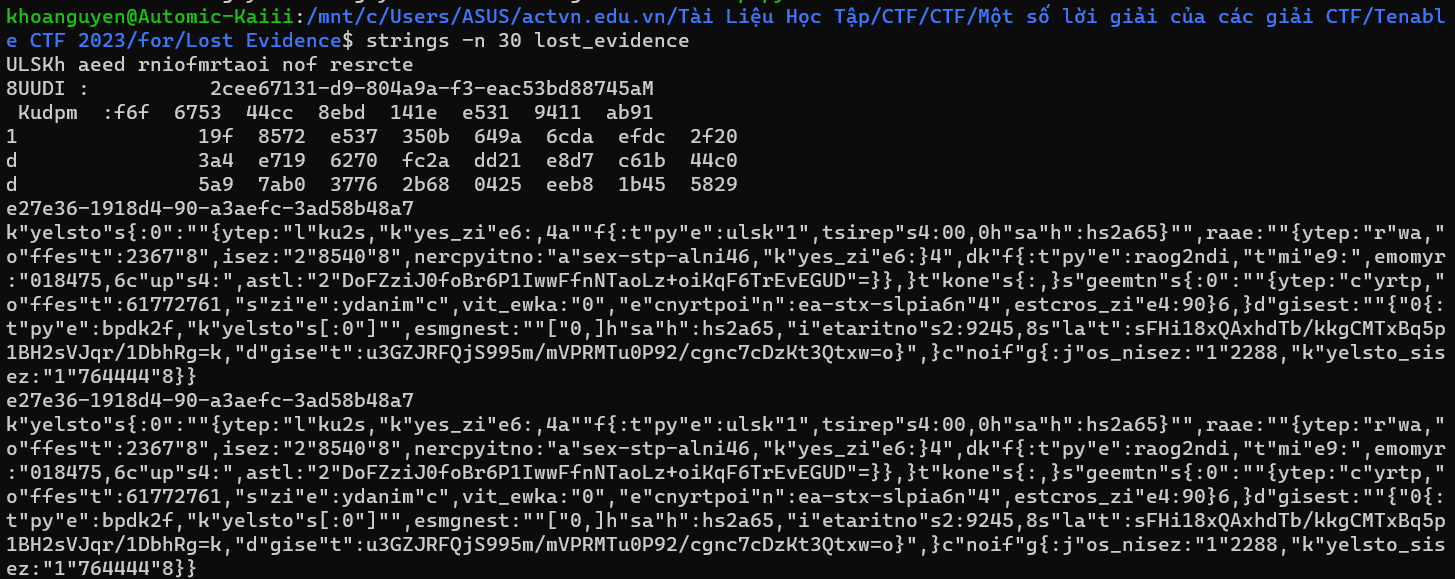 khoanguyen@Automic-Kaiii:/mnt/c/Users/ASUS/actvn.edu.vn/Tài Liệu Học Tập/CTF/CTF/Một số lời giải của các giải CTF/Tenabl
e CTF 2023/for/Lost Evidence$ strings -n 30 lost_evidence
ULSKh aeed rniofmrtaoi nof resrcte
8UUDI :          2cee67131-d9-804a9a-f3-eac53bd88745aM
 Kudpm  :f6f  6753  44cc  8ebd  141e  e531  9411  ab91
1               19f  8572  e537  350b  649a  6cda  efdc  2f20
d               3a4  e719  6270  fc2a  dd21  e8d7  c61b  44c0
d               5a9  7ab0  3776  2b68  0425  eeb8  1b45  5829
e27e36-1918d4-90-a3aefc-3ad58b48a7
k"yelsto"s{:0":""{ytep:"l"ku2s,"k"yes_zi"e6:,4a""f{:t"py"e":ulsk"1",tsirep"s4:00,0h"sa"h":hs2a65}"",raae:""{ytep:"r"wa,
"o"ffes"t":2367"8",isez:"2"8540"8",nercpyitno:"a"sex-stp-alni46,"k"yes_zi"e6:}4",dk"f{:t"py"e":raog2ndi,"t"mi"e9:",emomyr
:"018475,6c"up"s4:",astl:"2"DoFZziJ0foBr6P1IwwFfnNTaoLz+oiKqF6TrEvEGUD"=}},}t"kone"s{:,}s"geemtn"s{:0":""{ytep:"c"yrtp,"
"o"ffes"t":61772761,"s"zi"e":ydanim"c",vit_ewka:"0","e"cnyrtpoi"n":ea-stx-slpia6n"4",estcros_zi"e4:90}6,}d"gisest":""{"0{:
t"py"e":bpdk2f,"k"yelsto"s[:0"]"",esmgnest:""["0,]h"sa"h":hs2a65,"i"etaritno"s2:9245,8s"la"t":sFHi18xQAxhdTb/kkgCMTxBq5p
1BH2sVJqr/1DbhRg=k,"d"gise"t":u3GZJRFQjS995m/mVPRMTu0P92/cgnc7cDzKt3Qtxw=o}",}c"noif"g{:j"os_nisez:"1"2288,"k"yelsto_sis
ez:"1"764444"8}}
e27e36-1918d4-90-a3aefc-3ad58b48a7
k"yelsto"s{:0":""{ytep:"l"ku2s,"k"yes_zi"e6:,4a""f{:t"py"e":ulsk"1",tsirep"s4:00,0h"sa"h":hs2a65}"",raae:""{ytep:"r"wa,
"o"ffes"t":2367"8",isez:"2"8540"8",nercpyitno:"a"sex-stp-alni46,"k"yes_zi"e6:}4",dk"f{:t"py"e":raog2ndi,"t"mi"e9:",emomyr
:"018475,6c"up"s4:",astl:"2"DoFZziJ0foBr6P1IwwFfnNTaoLz+oiKqF6TrEvEGUD"=}},}t"kone"s{:,}s"geemtn"s{:0":""{ytep:"c"yrtp,"
"o"ffes"t":61772761,"s"zi"e":ydanim"c",vit_ewka:"0","e"cnyrtpoi"n":ea-stx-slpia6n"4",estcros_zi"e4:90}6,}d"gisest":""{"0{:
t"py"e":bpdk2f,"k"yelsto"s[:0"]"",esmgnest:""["0,]h"sa"h":hs2a65,"i"etaritno"s2:9245,8s"la"t":sFHi18xQAxhdTb/kkgCMTxBq5p
1BH2sVJqr/1DbhRg=k,"d"gise"t":u3GZJRFQjS995m/mVPRMTu0P92/cgnc7cDzKt3Qtxw=o}",}c"noif"g{:j"os_nisez:"1"2288,"k"yelsto_sis
ez:"1"764444"8}}